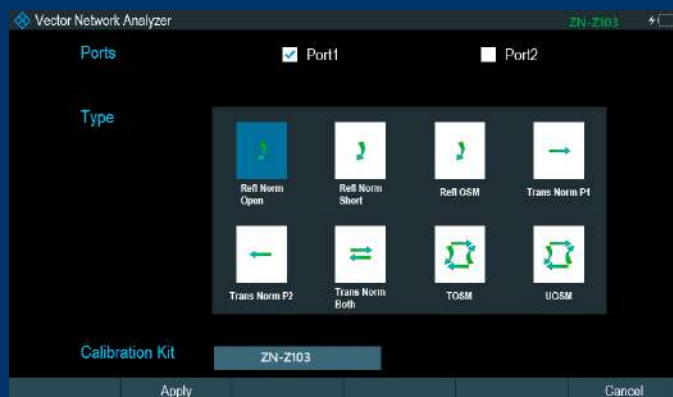 Vector Network Analyzer
ZN-Z103
Ports
Port1
Port2
Type
Refl Norm
Open
Refl Norm
Short
Refl OSM
Trans Norm P1
Trans Norm P2
Trans Norm
Both
TOSM
UOSM
Calibration Kit
ZN-Z103
Apply
Cancel